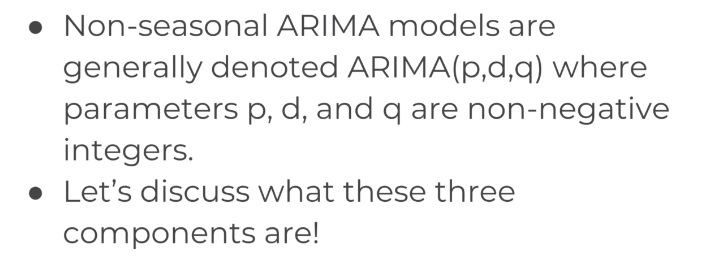 ● Non-seasonal ARIMA models are
generally denoted ARIMA(p,d,q) where
parameters p, d, and q are non-negative
integers.
● Let’s discuss what these three
components are!